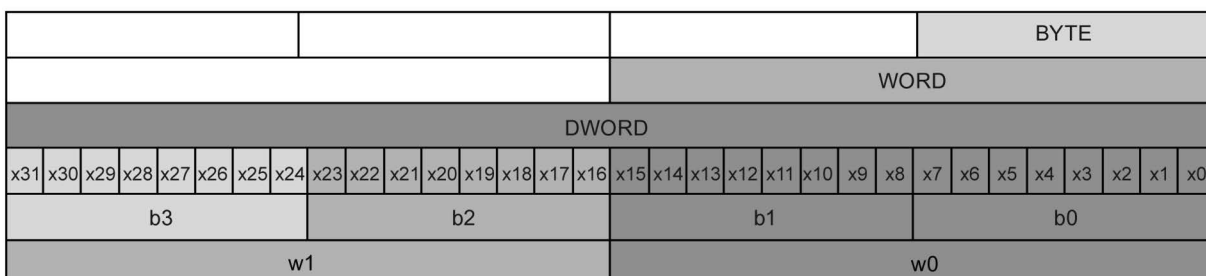 BYTE
WORD
DWORD
x31 x30 x29 x28 x27 x26 x25 x24 x23 x22 x21 x20 x19 x18 x17 x16 x15 x14 x13 x12 x11 x10 x9 x8 x7 x6 x5 x4 x3 x2 x1 x0
b3 b2 b1 b0
w1 w0